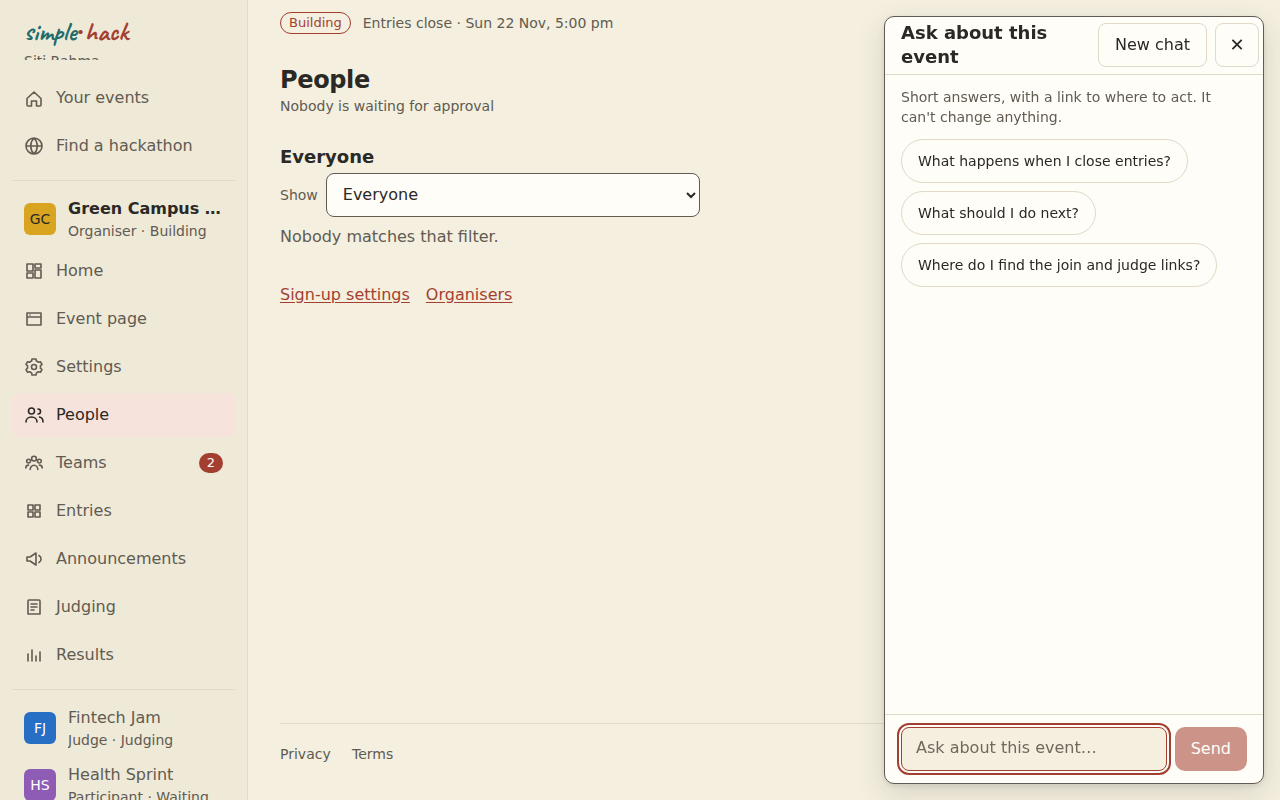 simple·hack
Siti Rahma
Your events
Find a hackathon
GC
Green Campus ...
Organiser · Building
Home
Event page
Settings
People
Teams
2
Entries
Announcements
Judging
Results
FJ
Fintech Jam
Judge · Judging
HS
Health Sprint
Participant · Waiting
Building
Entries close · Sun 22 Nov, 5:00 pm
People
Nobody is waiting for approval
Everyone
Show
Everyone
Nobody matches that filter.
Sign-up settings
Organisers
Privacy
Terms
Ask about this
event
New chat
✕
Short answers, with a link to where to act. It
can't change anything.
What happens when I close entries?
What should I do next?
Where do I find the join and judge links?
Ask about this event...
Send